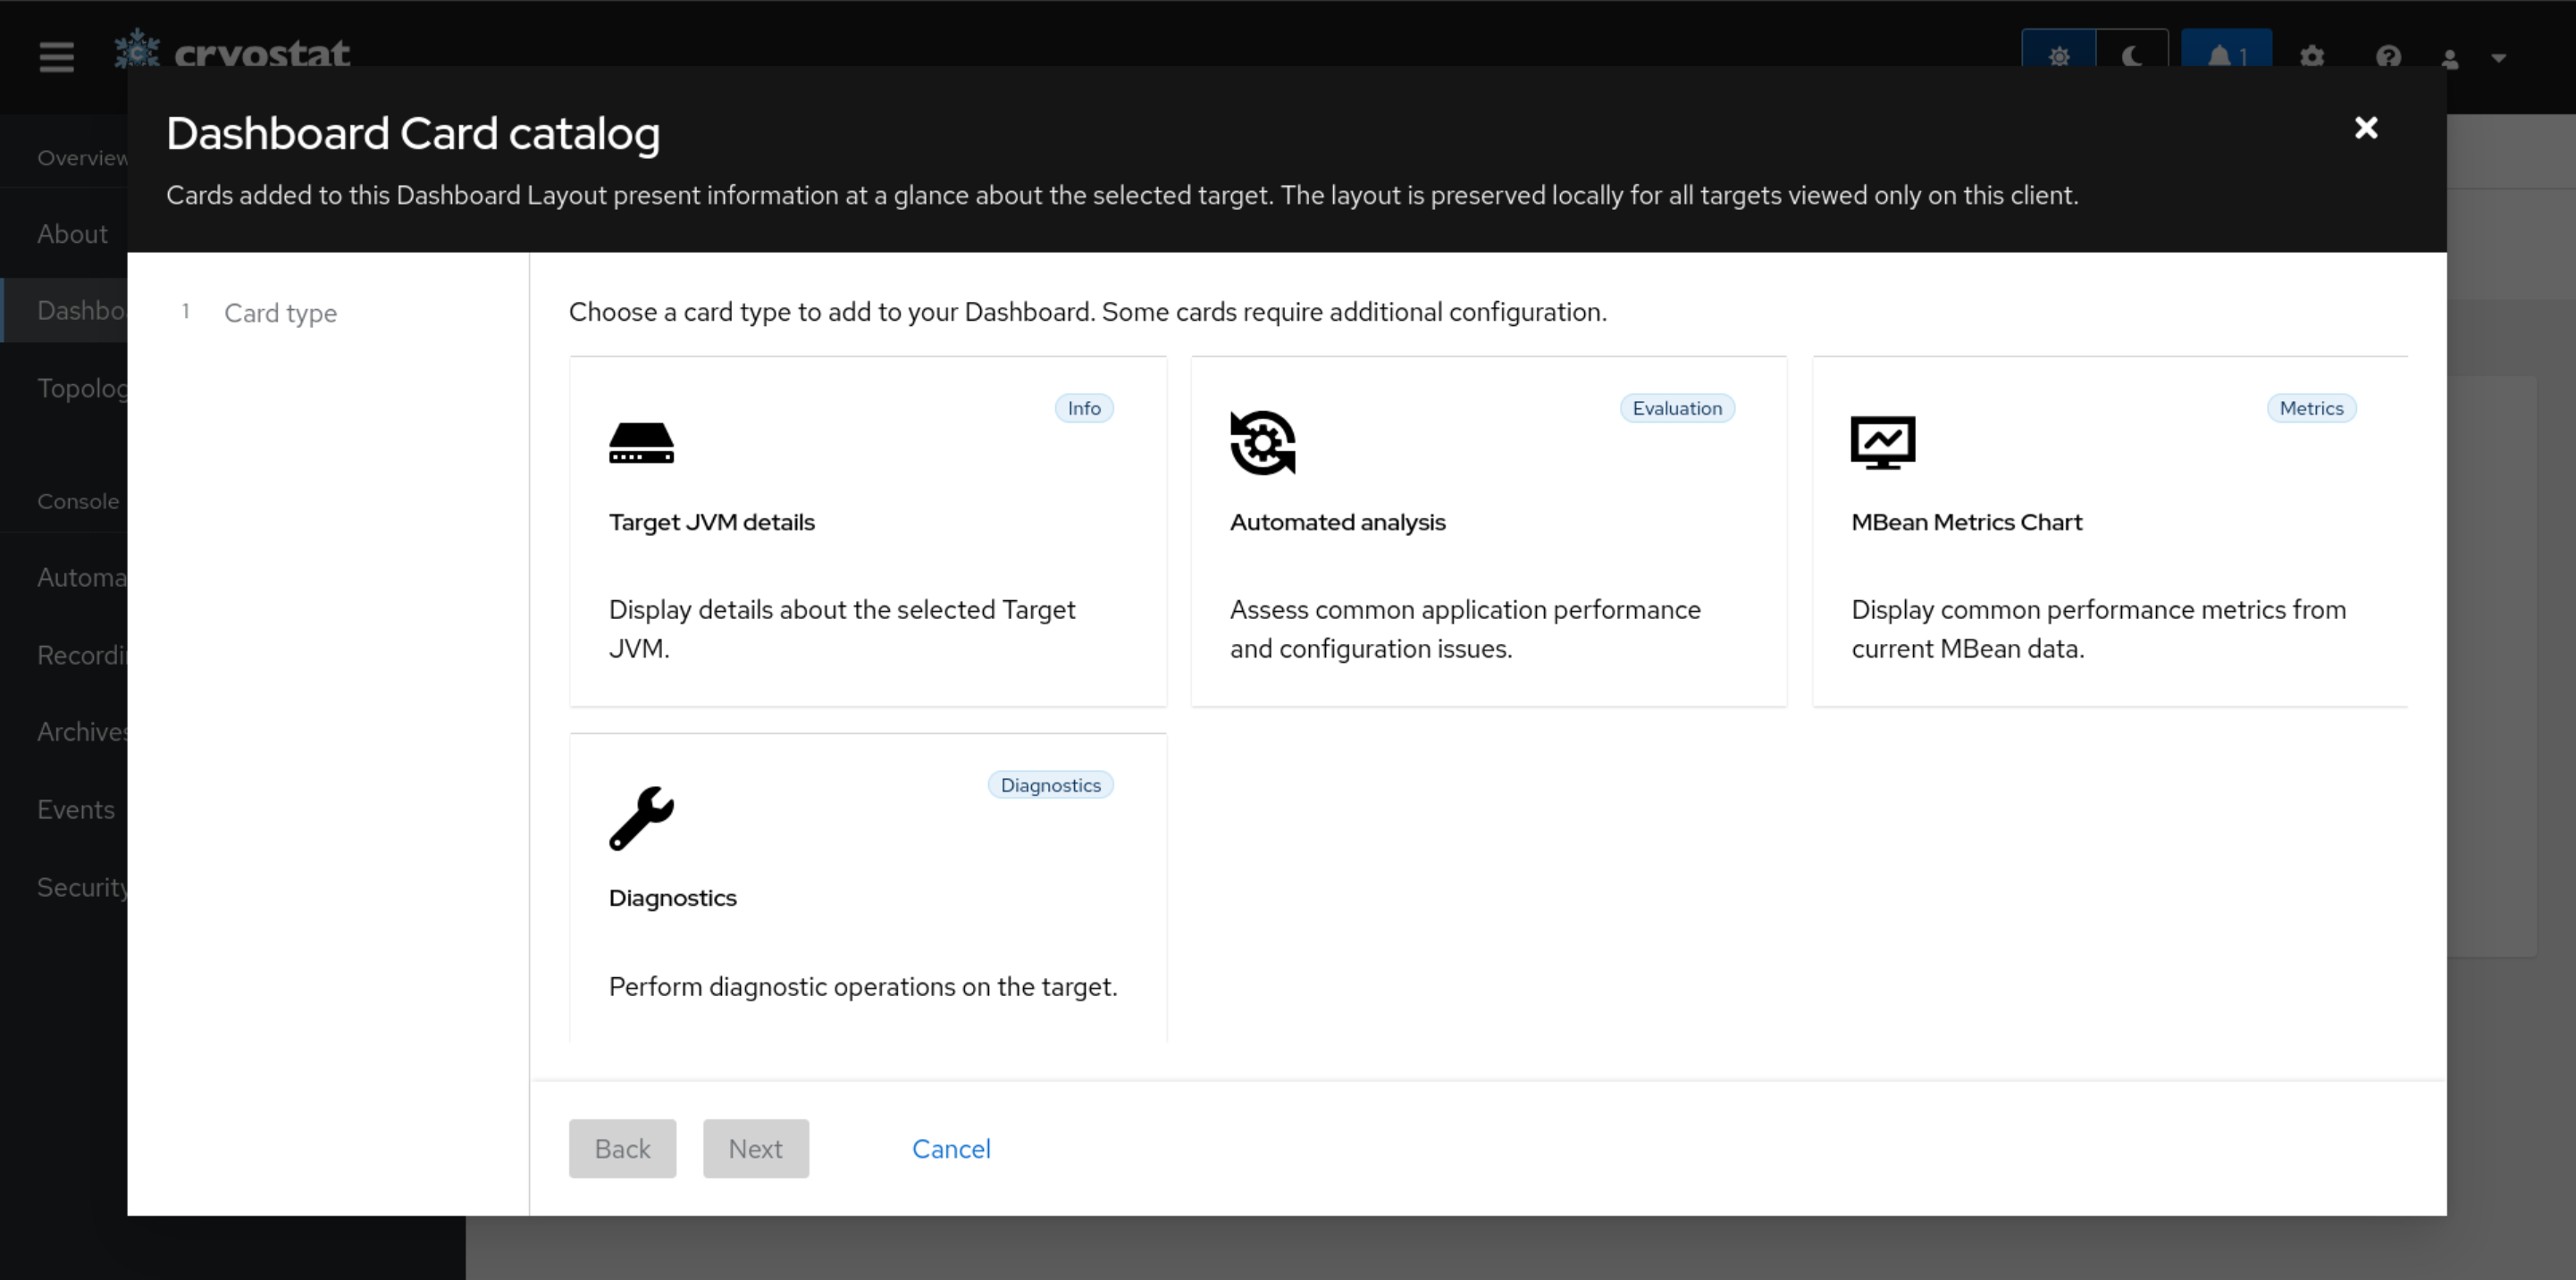 cryostat
1
Dashboard Card catalog
Cards added to this Dashboard Layout present information at a glance about the selected target. The layout is preserved locally for all targets viewed only on this client.
Overview
About
Dashbo
Topolog
Console
Automa
Recordi
Archives
Events
Security
1 Card type
Choose a card type to add to your Dashboard. Some cards require additional configuration.
Info
Target JVM details
Display details about the selected Target
JVM.
Evaluation
Automated analysis
Assess common application performance
and configuration issues.
Metrics
MBean Metrics Chart
Display common performance metrics from
current MBean data.
Diagnostics
Diagnostics
Perform diagnostic operations on the target.
Back Next Cancel